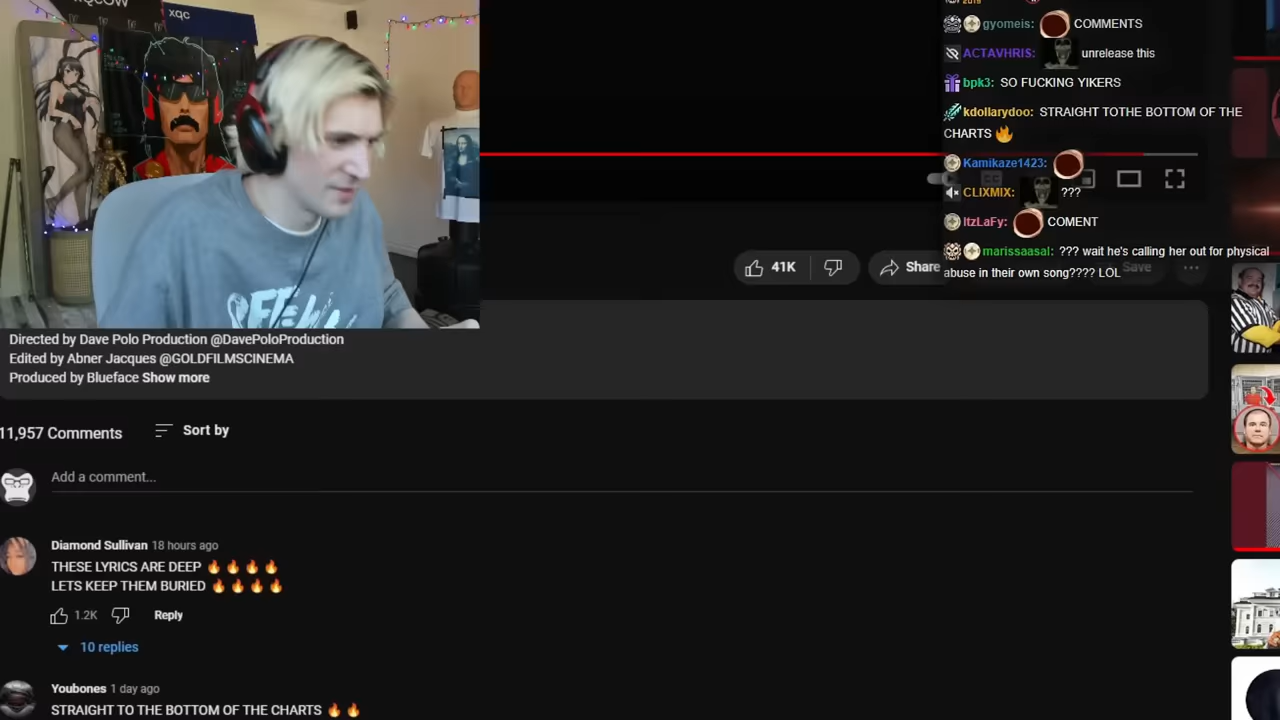 xQcOW
xqc
2019
gyomeis: COMMENTS
ACTAVHRIS: unrelease this
bpk3: SO FUCKING YIKERS
kdollarydoo: STRAIGHT TOTHE BOTTOM OF THE
CHARTS 🔥
Kamikaze1423:
CLIXMIX: ???
ItzLaFy: COMENT
marissaasal: ??? wait he's calling her out for physical
abuse in their own song???? LOL
41K
Share
Save
Directed by Dave Polo Production @DavePoloProduction
Edited by Abner Jacques @GOLDFILMSCINEMA
Produced by Blueface Show more
11,957 Comments
Sort by
Add a comment...
Diamond Sullivan 18 hours ago
THESE LYRICS ARE DEEP 🔥🔥🔥🔥
LETS KEEP THEM BURIED 🔥🔥🔥🔥
1.2K Reply
10 replies
Youbones 1 day ago
STRAIGHT TO THE BOTTOM OF THE CHARTS 🔥🔥